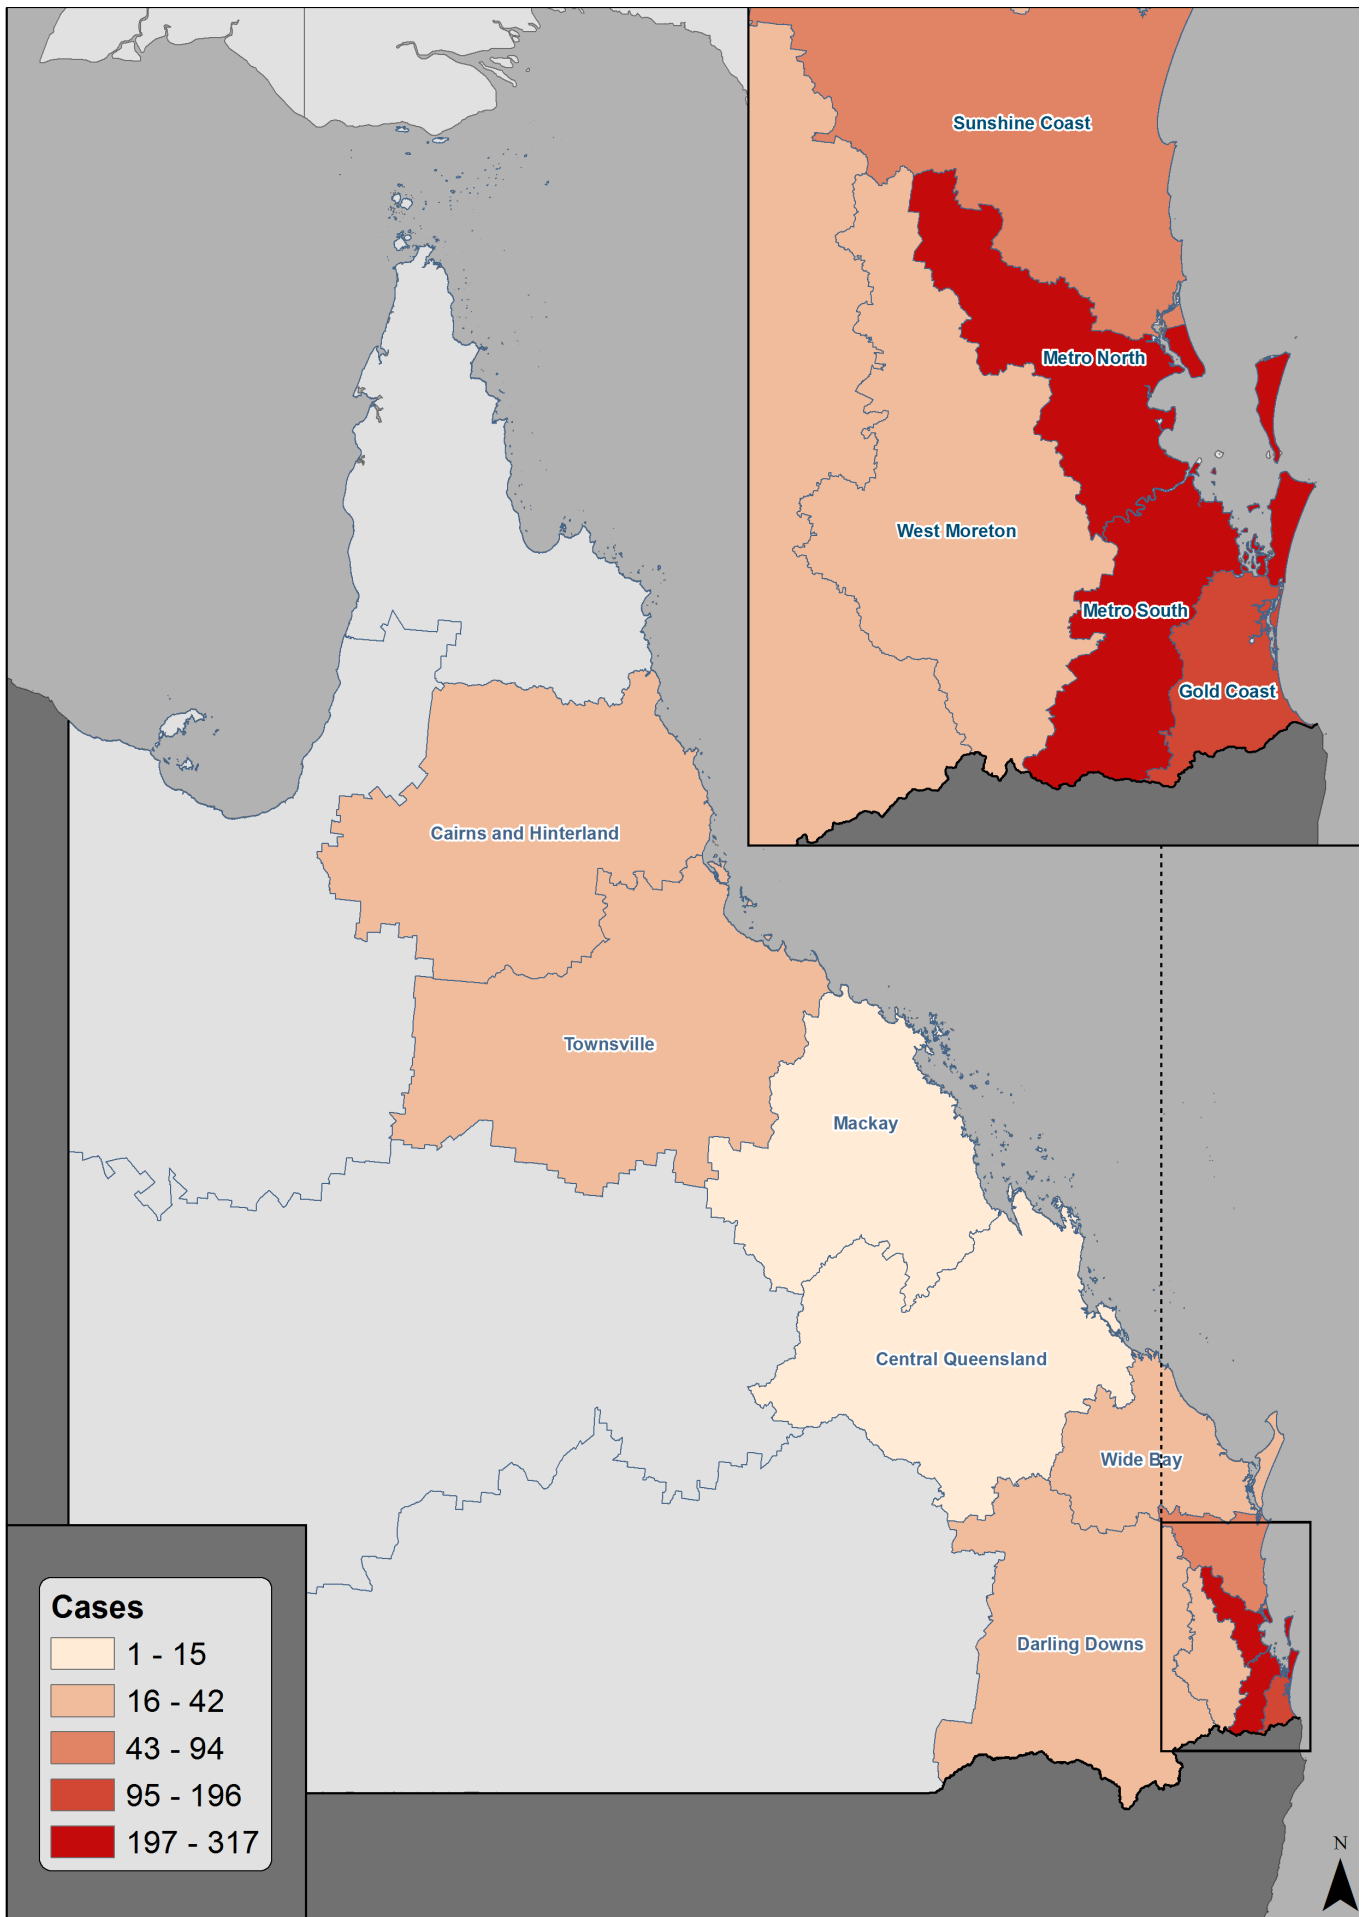 Sunshine Coast
Metro North
West Moreton
Metro South
Gold Coast
Cairns and Hinterland
Townsville
Mackay
Central Queensland
Wide Bay
Darling Downs
Cases
1 - 15
16 - 42
43 - 94
95 - 196
197 - 317
N